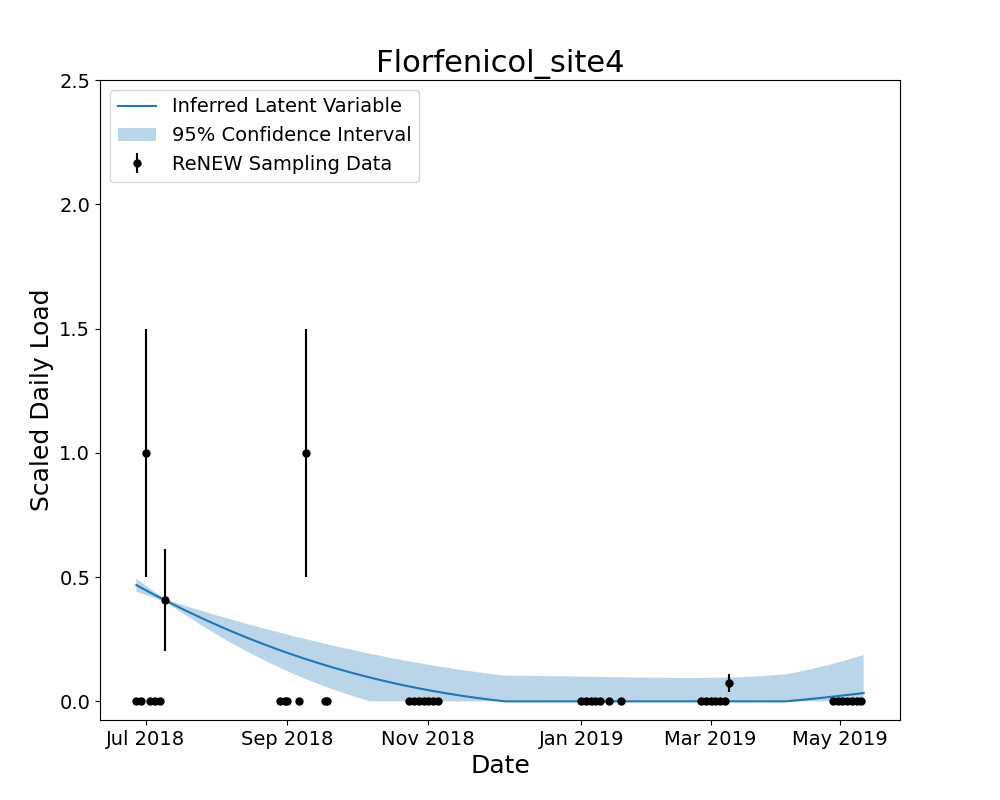 Florfenicol_site4
2.5
Inferred Latent Variable
95% Confidence Interval
ReNEW Sampling Data
2.0
1.5
1.0
0.5
0.0
Scaled Daily Load
Jul 2018 Sep 2018 Nov 2018 Jan 2019 Mar 2019 May 2019
Date